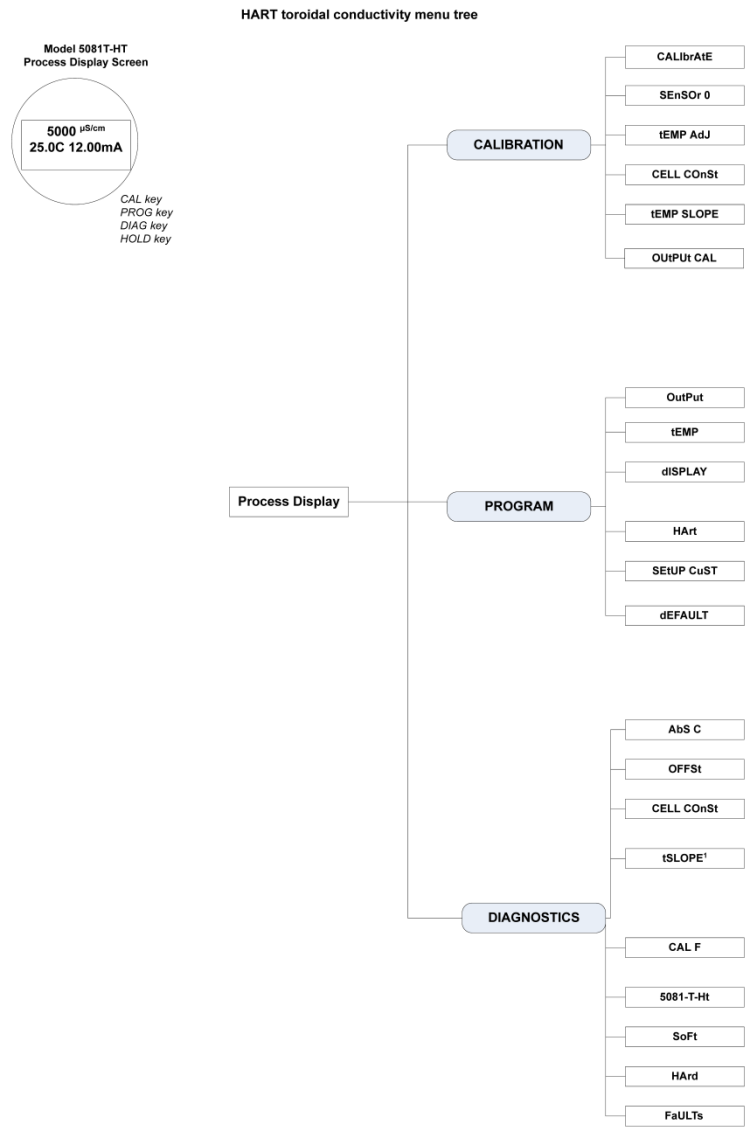 HART toroidal conductivity menu tree
Model 5081T-HT
Process Display Screen
5000 µS/cm
25.0C 12.00mA
CAL key
PROG key
DIAG key
HOLD key
Process Display
CALIBRATION
CALIbrAtE
SEnSOr 0
tEMP AdJ
CELL COnSt
tEMP SLOPE
OUtPUt CAL
PROGRAM
OutPut
tEMP
dISPLAY
HArt
SEtUP CuST
dEFAULT
DIAGNOSTICS
AbS C
OFFSt
CELL COnSt
tSLOPE¹
CAL F
5081-T-Ht
SoFt
HArd
FaULTs